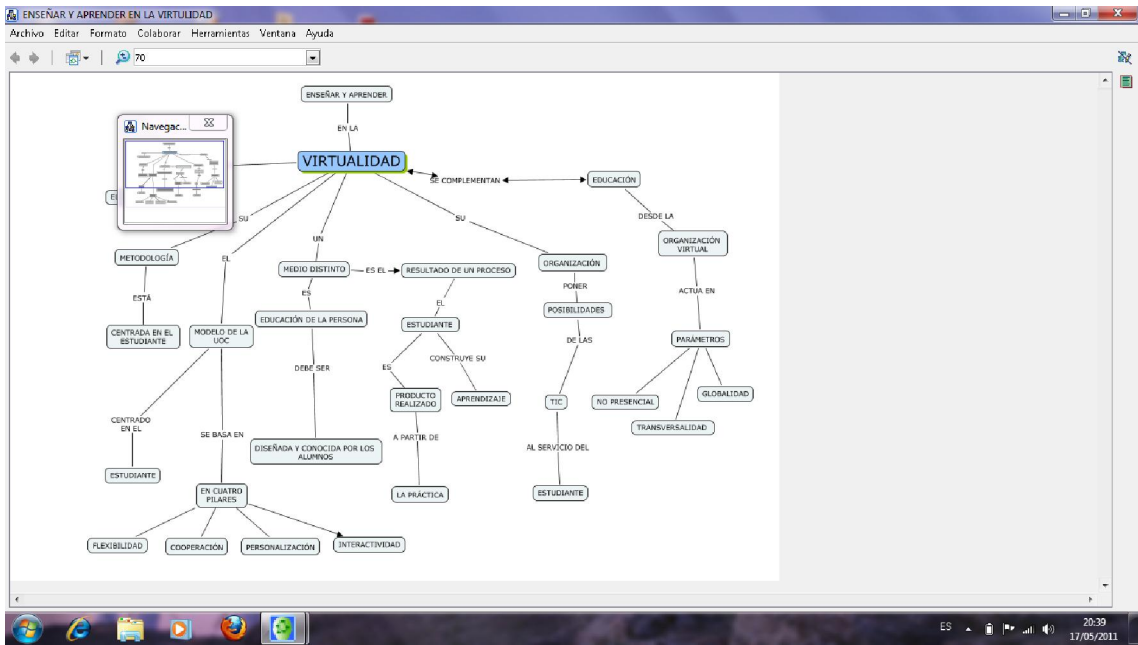 ENSEÑAR Y APRENDER EN LA VIRTULIDAD
Archivo Editar Formato Colaborar Herramientas Ventana Ayuda
70
ENSEÑAR Y APRENDER
EN LA
Navegac...
VIRTUALIDAD
SE COMPLEMENTAN
EDUCACIÓN
SU
SU
DESDE LA
UN
ORGANIZACIÓN
VIRTUAL
METODOLOGÍA
EL
MEDIO DISTINTO
ES EL
RESULTADO DE UN PROCESO
ORGANIZACIÓN
PONER
ACTUA EN
ESTÁ
ES
EL
POSIBILIDADES
EDUCACIÓN DE LA PERSONA
ESTUDIANTE
CENTRADA EN EL
ESTUDIANTE
MODELO DE LA
UOC
DE LAS
PARÁMETROS
CONSTRUYE SU
DEBE SER
ES
PRODUCTO
REALIZADO
APRENDIZAJE
TIC
NO PRESENCIAL
GLOBALIDAD
CENTRADO
EN EL
TRANSVERSALIDAD
SE BASA EN
A PARTIR DE
DISEÑADA Y CONOCIDA POR LOS
ALUMNOS
AL SERVICIO DEL
ESTUDIANTE
EN CUATRO
PILARES
LA PRÁCTICA
ESTUDIANTE
FLEXIBILIDAD
COOPERACIÓN
PERSONALIZACIÓN
INTERACTIVIDAD
ES
20:39
17/05/2011